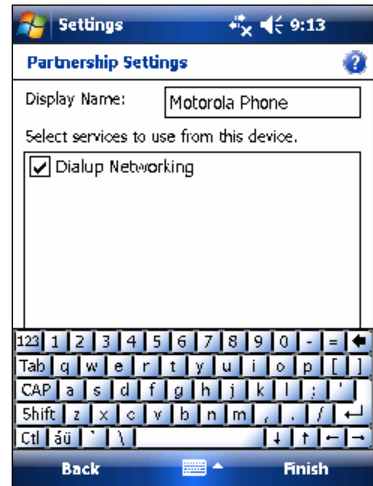 Settings 9:13
Partnership Settings ?
Display Name: Motorola Phone
Select services to use from this device.
Dialup Networking
123 1 2 3 4 5 6 7 8 9 0 - =
Tab q w e r t y u i o p [ ]
CAP a s d f g h j k l ; '
Shift z x c v b n m , . /
Ctl áü ` \
Back Finish